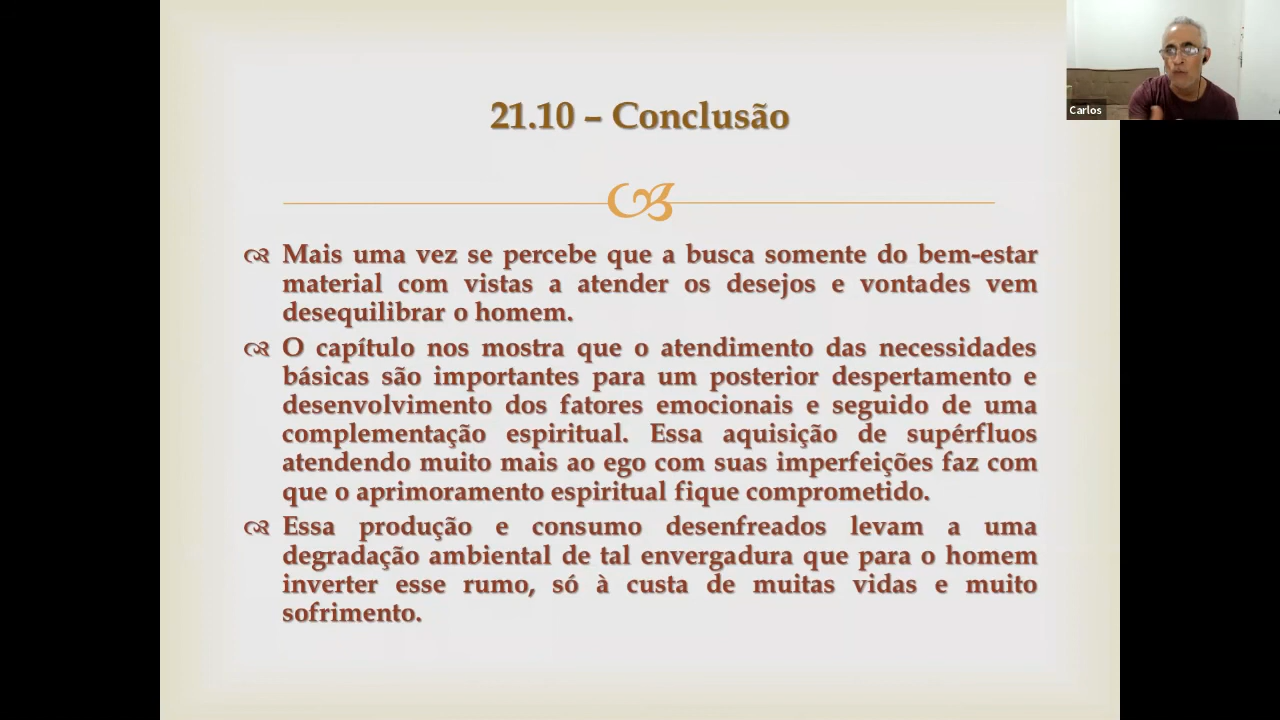 21.10 – Conclusão
Carlos
Mais uma vez se percebe que a busca somente do bem-estar
material com vistas a atender os desejos e vontades vem
desequilibrar o homem.
O capítulo nos mostra que o atendimento das necessidades
básicas são importantes para um posterior despertamento e
desenvolvimento dos fatores emocionais e seguido de uma
complementação espiritual. Essa aquisição de supérfluos
atendendo muito mais ao ego com suas imperfeições faz com
que o aprimoramento espiritual fique comprometido.
Essa produção e consumo desenfreados levam a uma
degradação ambiental de tal envergadura que para o homem
inverter esse rumo, só à custa de muitas vidas e muito
sofrimento.